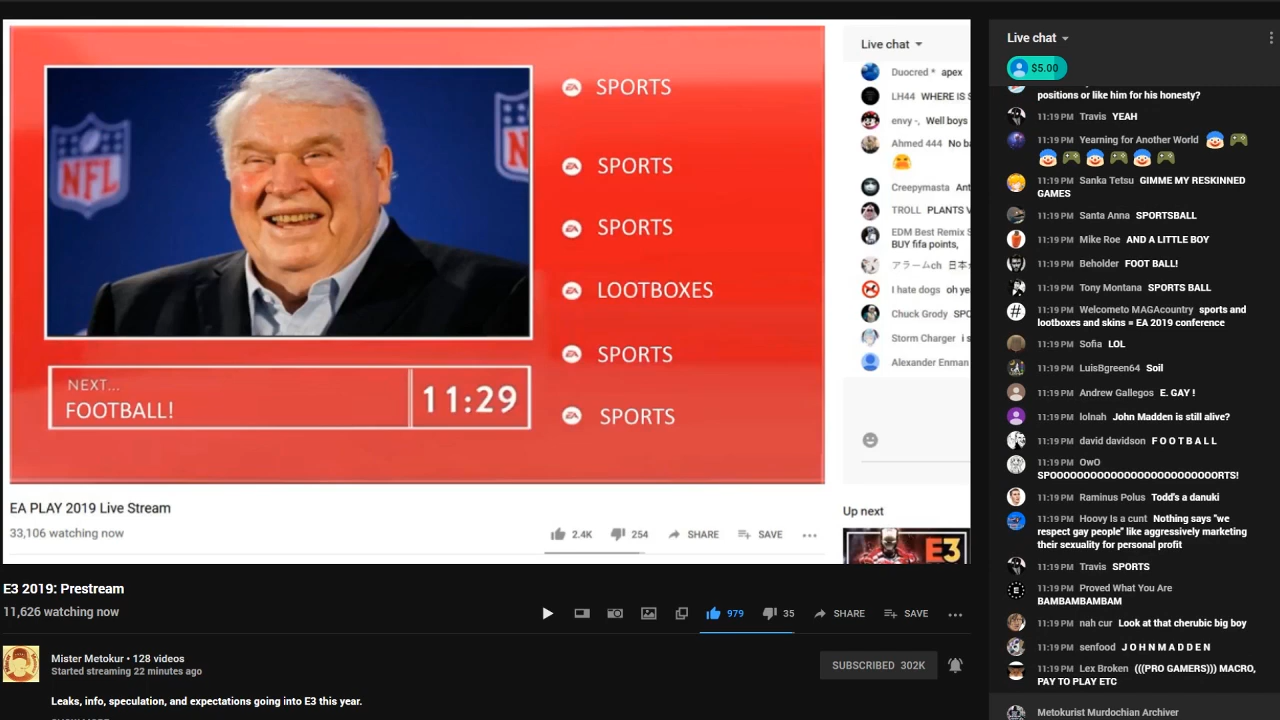 NFL
N
EA SPORTS
EA SPORTS
EA SPORTS
EA LOOTBOXES
EA SPORTS
EA SPORTS
NEXT...
FOOTBALL!
11:29
EA PLAY 2019 Live Stream
33,106 watching now
2.4K
254
SHARE
SAVE
Live chat
Duocred * apex
LH44 WHERE IS
envy -, Well boys
Ahmed 444 No
Creepymasta
TROLL PLANTS
EDM Best Remix
BUY fifa points,
アラームch 日本
I hate dogs oh
Chuck Grody
Storm Charger i
Alexander Enman
Up next
E3
E3 2019: Prestream
11,626 watching now
979
35
SHARE
SAVE
Mister Metokur • 128 videos
Started streaming 22 minutes ago
SUBSCRIBED 302K
Leaks, info, speculation, and expectations going into E3 this year.
Live chat
$5.00
positions or like him for his honesty?
11:19 PM Travis YEAH
11:19 PM Yearning for Another World
11:19 PM Sanka Tetsu GIMME MY RESKINNED
GAMES
11:19 PM Santa Anna SPORTSBALL
11:19 PM Mike Roe AND A LITTLE BOY
11:19 PM Beholder FOOT BALL!
11:19 PM Tony Montana SPORTS BALL
# 11:19 PM Welcometo MAGAcountry sports and
lootboxes and skins = EA 2019 conference
11:19 PM Sofia LOL
11:19 PM LuisBgreen64 Soil
11:19 PM Andrew Gallegos E. GAY !
11:19 PM lolnah John Madden is still alive?
11:19 PM david davidson F O O T B A L L
11:19 PM OwO
SPOOOOOOOOOOOOOOOOOOOOOOOOORTS!
11:19 PM Raminus Polus Todd's a danuki
11:19 PM Hoovy Is a cunt Nothing says "we
respect gay people" like aggressively marketing
their sexuality for personal profit
11:19 PM Travis SPORTS
11:19 PM Proved What You Are
BAMBAMBAMBAM
11:19 PM nah cur Look at that cherubic big boy
11:19 PM senfood J O H N M A D D E N
11:19 PM Lex Broken (((PRO GAMERS))) MACRO,
PAY TO PLAY ETC
Metokurist Murdochian Archiver